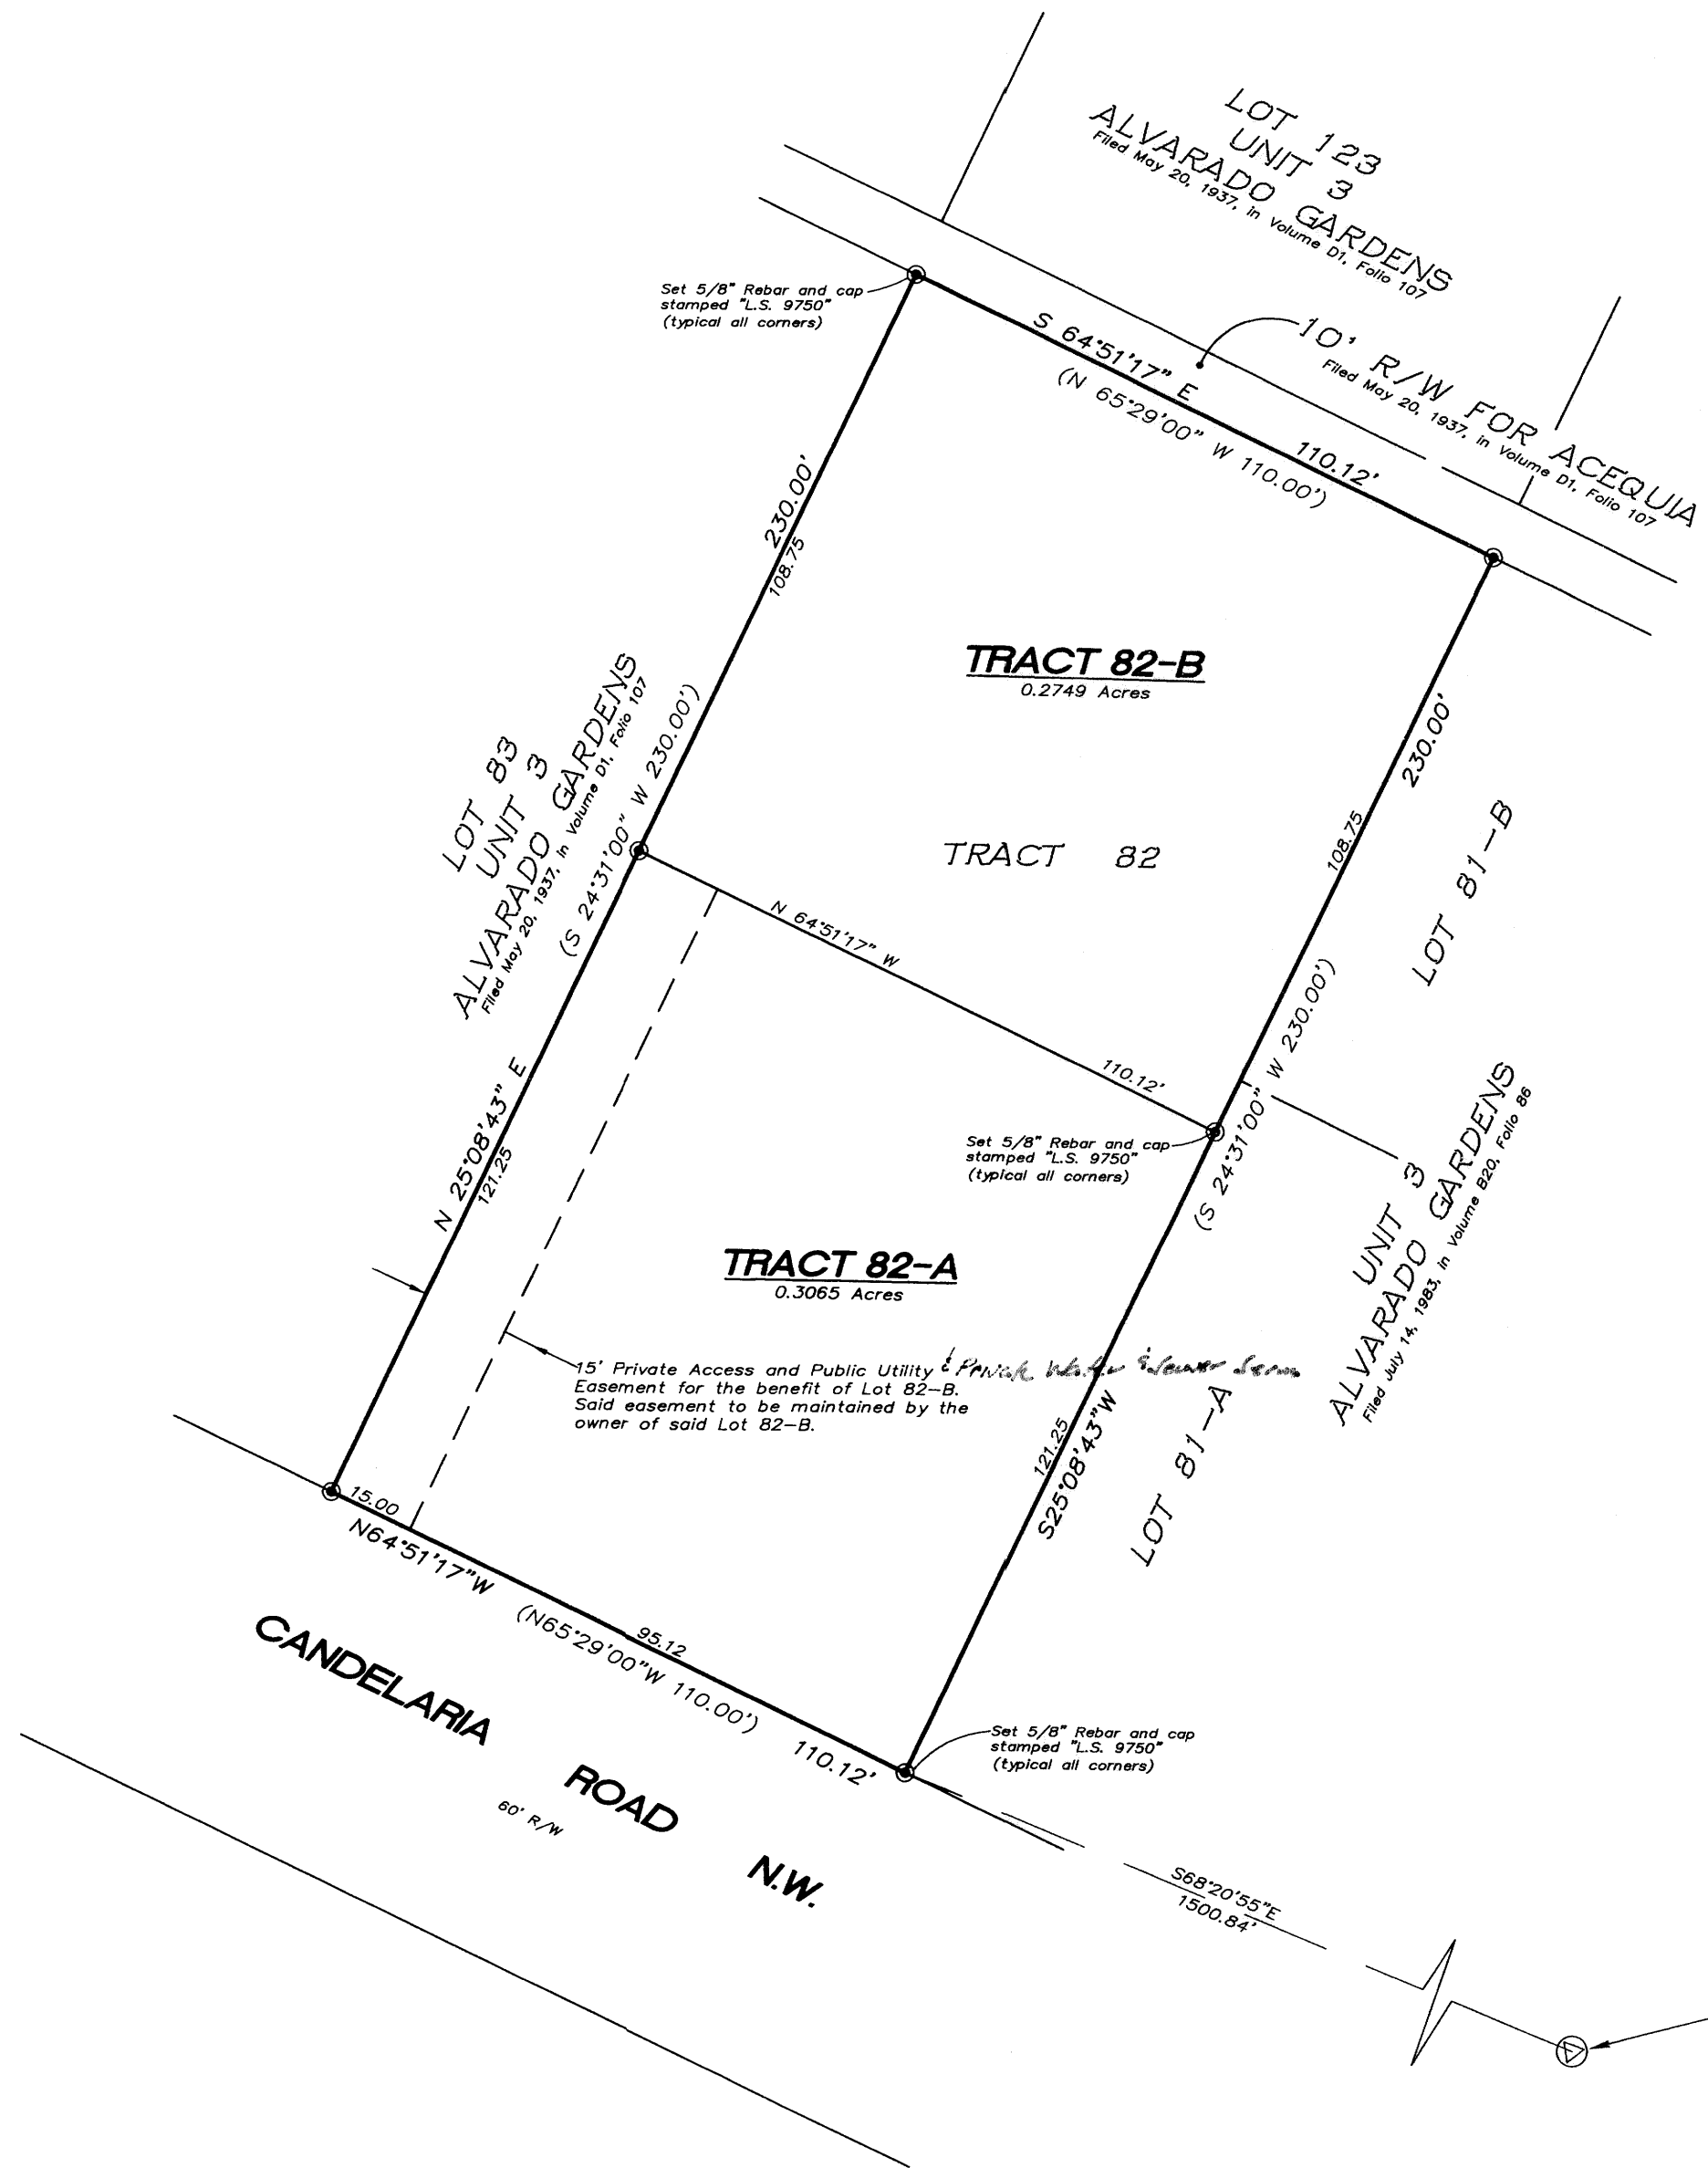 LOT 123
UNIT 3
ALVARADO GARDENS
Filed May 20, 1937, in Volume D1, Folio 107
Set 5/8" Rebar and cap
stamped "L.S. 9750"
(typical all corners)
S 64°51'17" E 110.12'
(N 65°29'00" W 110.00')
10' R/W FOR ACEQUIA
Filed May 20, 1937, in Volume D1, Folio 107
230.00'
108.75
TRACT 82-B
0.2749 Acres
230.00'
108.75
LOT 83
UNIT 3
ALVARADO GARDENS
Filed May 20, 1937, in Volume D1, Folio 107
(S 24°31'00" W 230.00')
TRACT 82
LOT 81-B
N 64°51'17" W
110.12'
(S 24°31'00" W 230.00')
N 25°08'43" E
121.25
Set 5/8" Rebar and cap
stamped "L.S. 9750"
(typical all corners)
UNIT 3
ALVARADO GARDENS
Filed July 14, 1983, in Volume B20, Folio 86
TRACT 82-A
0.3065 Acres
15' Private Access and Public Utility & Private Water & Sewer
Easement for the benefit of Lot 82-B.
Said easement to be maintained by the
owner of said Lot 82-B.
121.25
S25°08'43"W
LOT 81-A
15.00
N64°51'17"W
95.12
(N65°29'00"W 110.00')
110.12'
CANDELARIA ROAD N.W.
60' R/W
Set 5/8" Rebar and cap
stamped "L.S. 9750"
(typical all corners)
S68°20'55"E
1500.84'